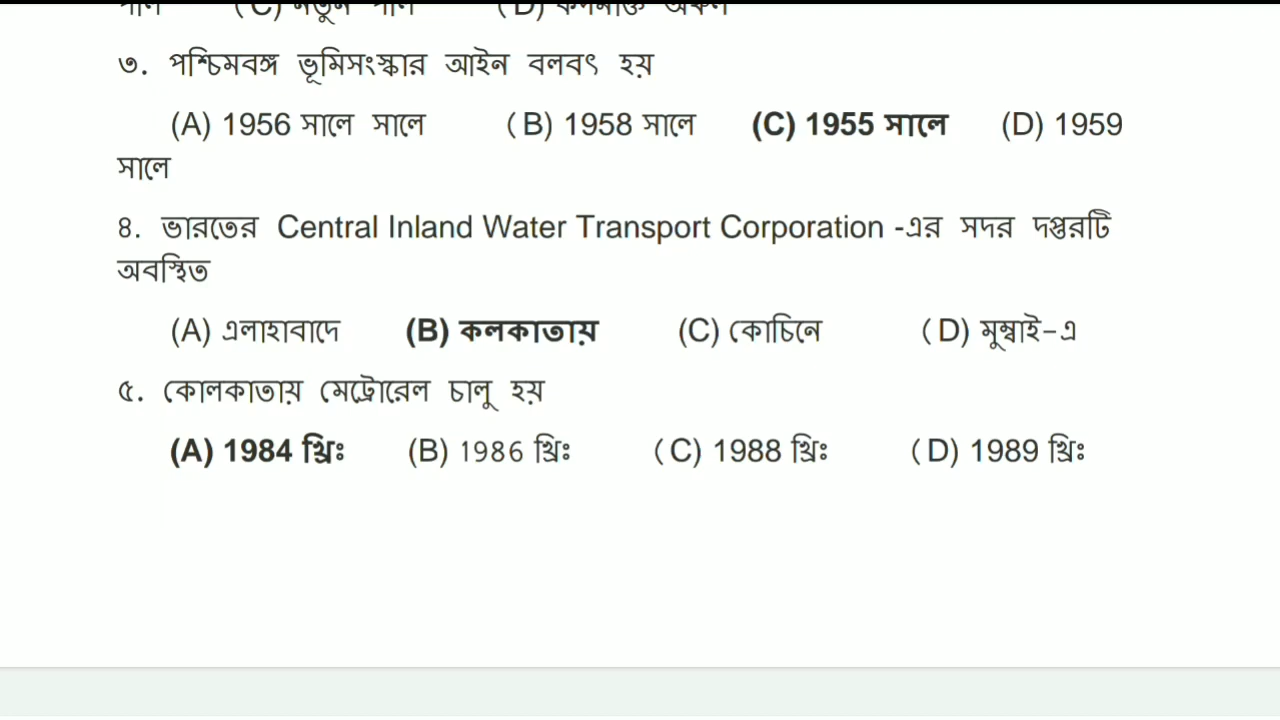 ৩. পশ্চিমবঙ্গ ভূমিসংস্কার আইন বলবৎ হয়
(A) 1956 সালে সালে (B) 1958 সালে (C) 1955 সালে (D) 1959
সালে
৪. ভারতের Central Inland Water Transport Corporation -এর সদর দপ্তরটি
অবস্থিত
(A) এলাহাবাদে (B) কলকাতায় (C) কোচিনে (D) মুম্বাই-এ
৫. কোলকাতায় মেট্রোরেল চালু হয়
(A) 1984 খ্রিঃ (B) 1986 খ্রিঃ (C) 1988 খ্রিঃ (D) 1989 খ্রিঃ